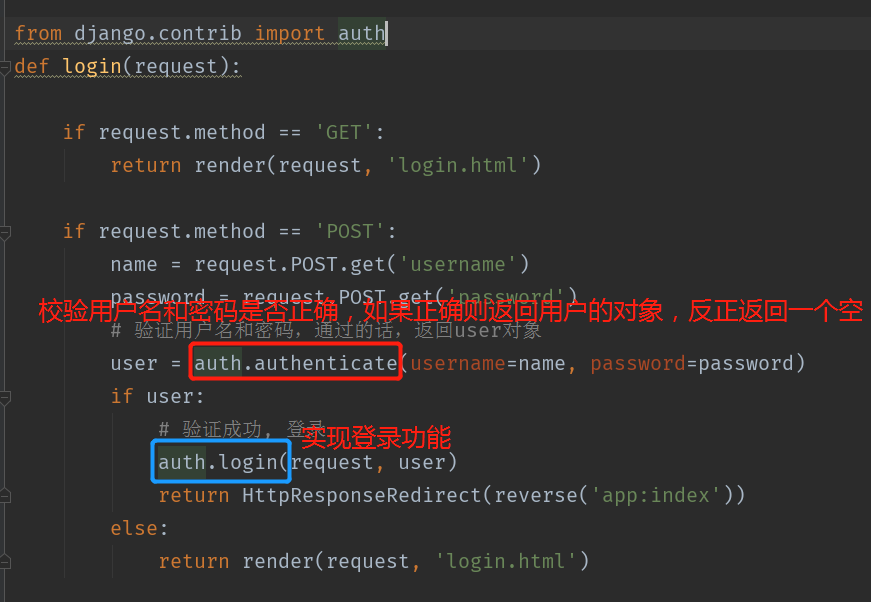 from django.contrib import auth
def login(request):
if request.method == 'GET':
return render(request, 'login.html')
if request.method == 'POST':
name = request.POST.get('username')
password = request.POST.get('password')
校验用户名和密码是否正确，如果正确则返回用户的对象，反正返回一个空
# 验证用户名和密码，通过的话，返回user对象
user = auth.authenticate(username=name, password=password)
if user:
# 验证成功, 登录
实现登录功能
auth.login(request, user)
return HttpResponseRedirect(reverse('app:index'))
else:
return render(request, 'login.html')